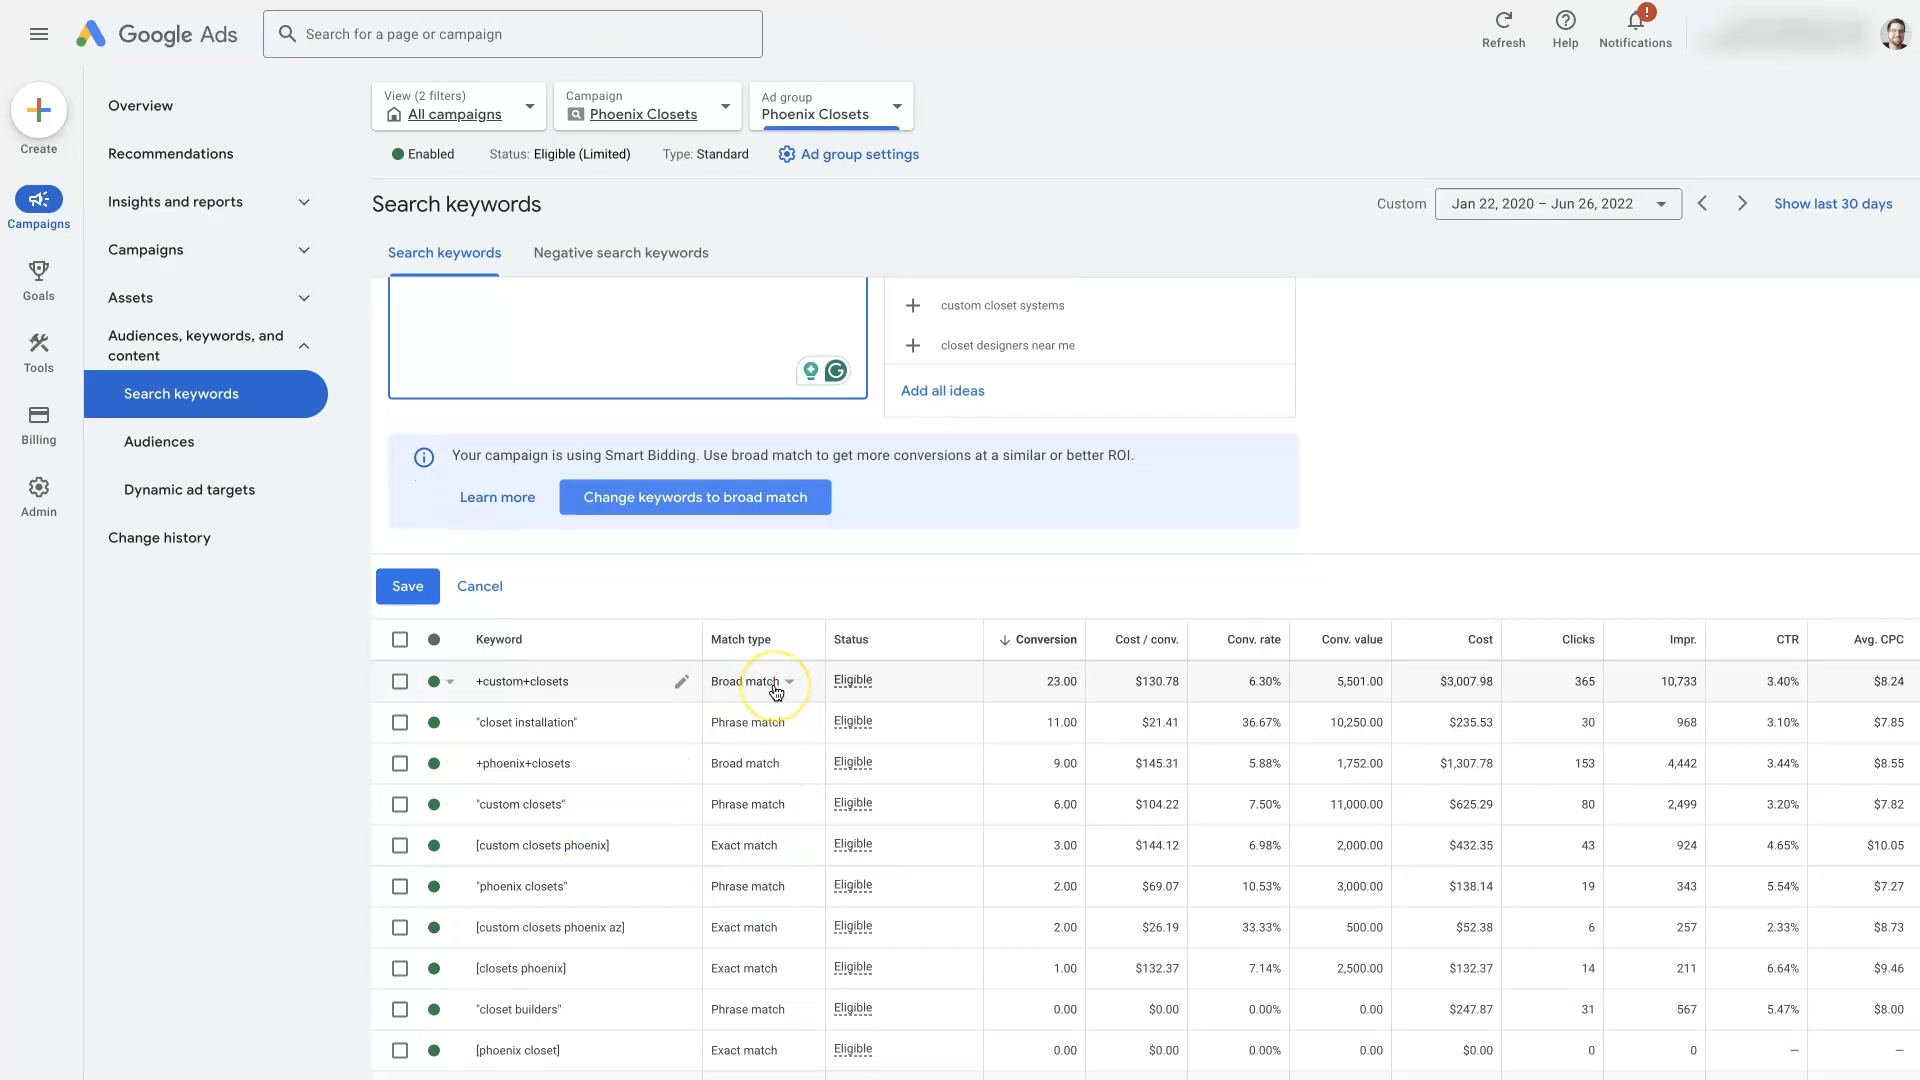 Google Ads
Search for a page or campaign
Refresh
Help
!
Notifications
Create
Campaigns
Goals
Tools
Billing
Admin
Overview
Recommendations
Insights and reports
Campaigns
Assets
Audiences, keywords, and
content
Search keywords
Audiences
Dynamic ad targets
Change history
View (2 filters)
All campaigns
Campaign
Phoenix Closets
Ad group
Phoenix Closets
Enabled
Status: Eligible (Limited)
Type: Standard
Ad group settings
Search keywords
Custom
Jan 22, 2020 – Jun 26, 2022
Show last 30 days
Search keywords
Negative search keywords
custom closet systems
closet designers near me
Add all ideas
Your campaign is using Smart Bidding. Use broad match to get more conversions at a similar or better ROI.
Learn more
Change keywords to broad match
Save
Cancel
Keyword Match type Status Conversion Cost / conv. Conv. rate Conv. value Cost Clicks Impr. CTR Avg. CPC
+custom+closets Broad match Eligible 23.00 $130.78 6.30% 5,501.00 $3,007.98 365 10,733 3.40% $8.24
"closet installation" Phrase match Eligible 11.00 $21.41 36.67% 10,250.00 $235.53 30 968 3.10% $7.85
+phoenix+closets Broad match Eligible 9.00 $145.31 5.88% 1,752.00 $1,307.78 153 4,442 3.44% $8.55
"custom closets" Phrase match Eligible 6.00 $104.22 7.50% 11,000.00 $625.29 80 2,499 3.20% $7.82
[custom closets phoenix] Exact match Eligible 3.00 $144.12 6.98% 2,000.00 $432.35 43 924 4.65% $10.05
"phoenix closets" Phrase match Eligible 2.00 $69.07 10.53% 3,000.00 $138.14 19 343 5.54% $7.27
[custom closets phoenix az] Exact match Eligible 2.00 $26.19 33.33% 500.00 $52.38 6 257 2.33% $8.73
[closets phoenix] Exact match Eligible 1.00 $132.37 7.14% 2,500.00 $132.37 14 211 6.64% $9.46
"closet builders" Phrase match Eligible 0.00 $0.00 0.00% 0.00 $247.87 31 567 5.47% $8.00
[phoenix closet] Exact match Eligible 0.00 $0.00 0.00% 0.00 $0.00 0 0 – –